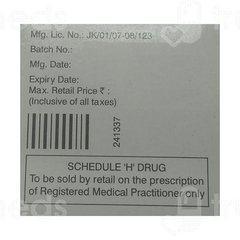 Mfg. Lic. No.: JK/01/07-08/123
Batch No.:
Mfg. Date:
Expiry Date:
Max. Retail Price ₹ :
(Inclusive of all taxes)
241337
SCHEDULE 'H' DRUG
To be sold by retail on the prescription
of Registered Medical Practitioner only